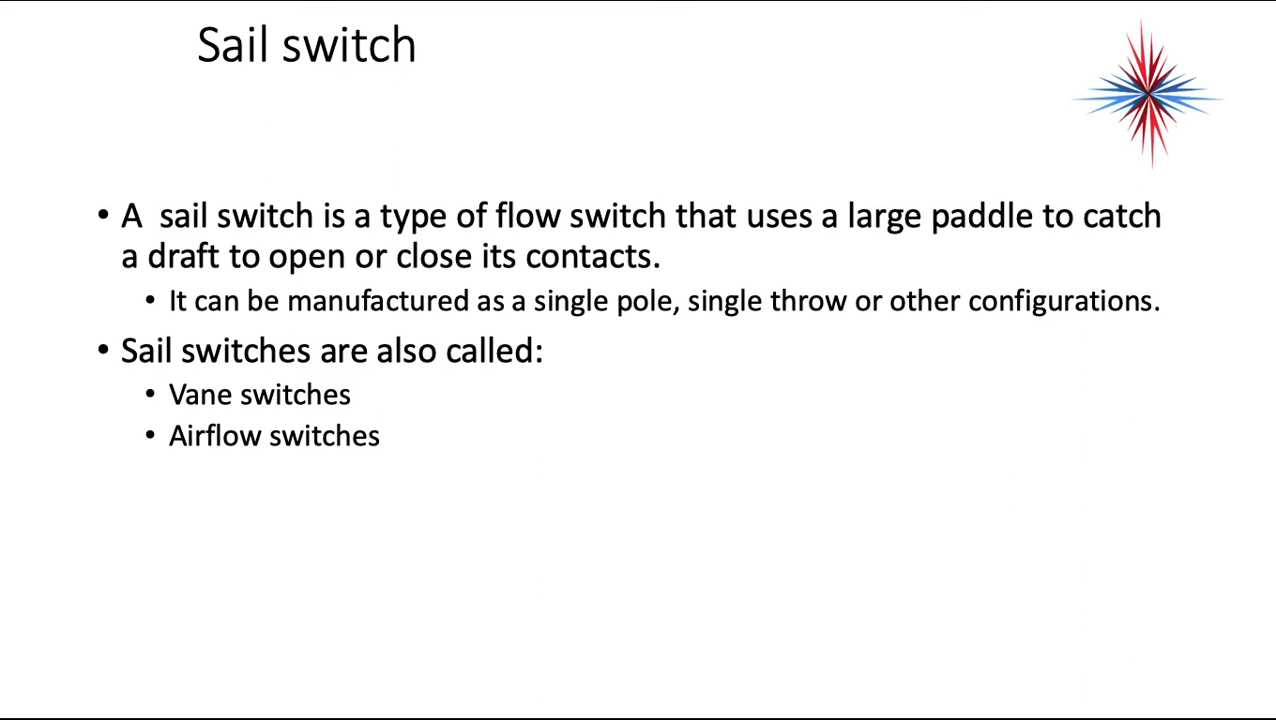 Sail switch
• A  sail switch is a type of flow switch that uses a large paddle to catch
a draft to open or close its contacts.
• It can be manufactured as a single pole, single throw or other configurations.
• Sail switches are also called:
• Vane switches
• Airflow switches